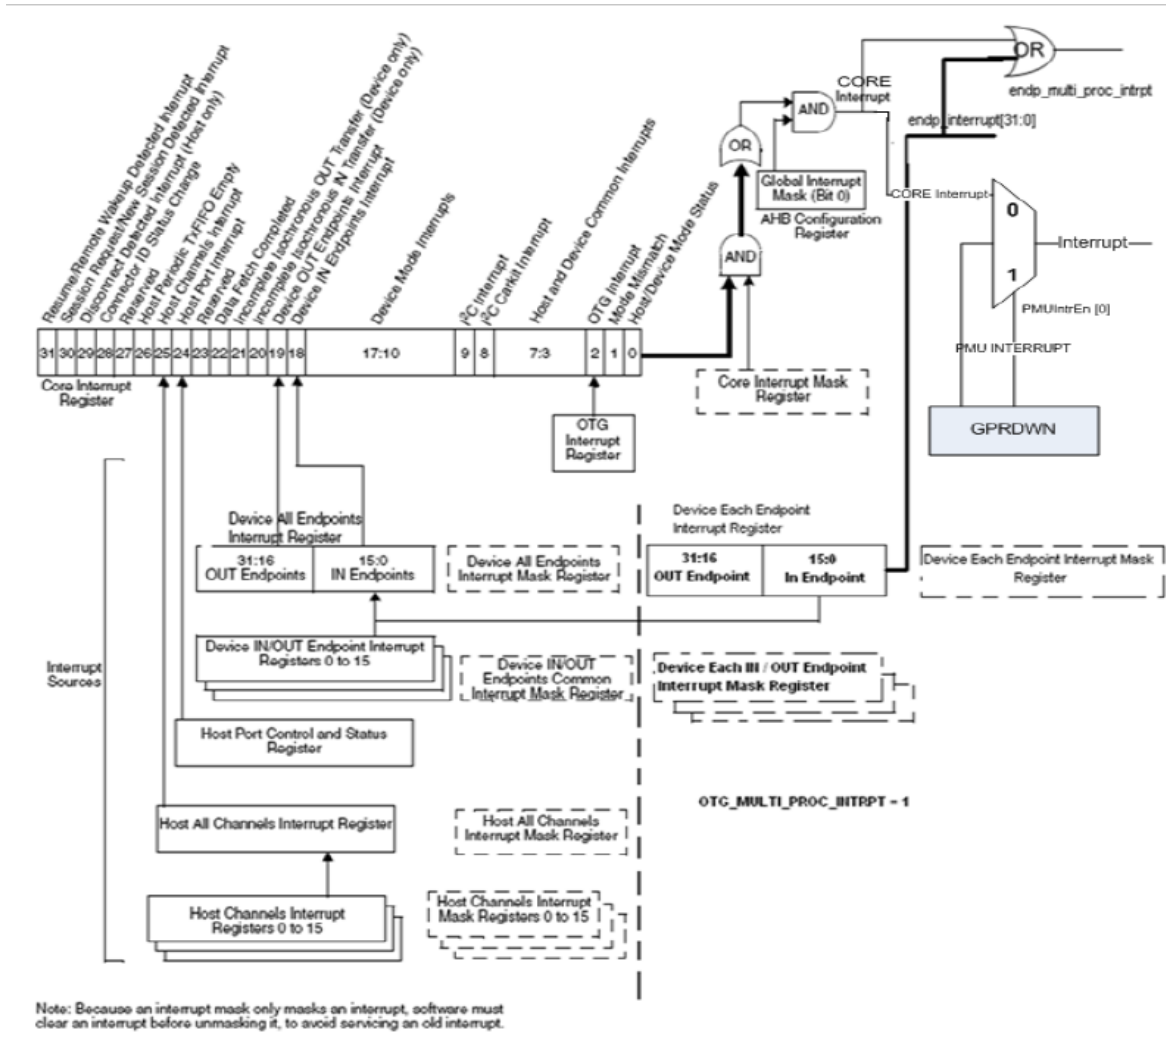 Resume/Remote Wakeup Detected Interrupt
Session Request/New Session Detected Interrupt
Disconnect Detected Interrupt (Host only)
Connector ID Status Change
Reserved
Host Periodic TxFIFO Empty
Host Channels Interrupt
Host Port Interrupt
Reserved
Data Fetch Completed
Incomplete Isochronous OUT Transfer (Device only)
Incomplete Isochronous IN Transfer (Device only)
Device OUT Endpoints Interrupt
Device IN Endpoints Interrupt
Device Mode Interrupts
I²C Interrupt
I²C Carkit Interrupt
Host and Device Common Interrupts
OTG Interrupt
Mode Mismatch
Host/Device Mode Status
31 30 29 28 27 26 25 24 23 22 21 20 19 18 17:10 9 8 7:3 2 1 0
Core Interrupt
Register
OR
endp_multi_proc_intrpt
CORE
Interrupt
AND
endp_interrupt[31:0]
OR
Global Interrupt
Mask (Bit 0)
AHB Configuration
Register
CORE Interrupt
0
1
Interrupt
AND
PMUIntrEn [0]
PMU INTERRUPT
GPRDWN
Core Interrupt Mask
Register
OTG
Interrupt
Register
Interrupt
Sources
Device All Endpoints
Interrupt Register
31:16
OUT Endpoints
15:0
IN Endpoints
Device All Endpoints
Interrupt Mask Register
Device Each Endpoint
Interrupt Register
31:16
OUT Endpoint
15:0
In Endpoint
Device Each Endpoint Interrupt Mask
Register
Device IN/OUT Endpoint Interrupt
Registers 0 to 15
Device IN/OUT
Endpoints Common
Interrupt Mask Register
Device Each IN / OUT Endpoint
Interrupt Mask Register
Host Port Control and Status
Register
OTG_MULTI_PROC_INTRPT = 1
Host All Channels Interrupt Register
Host All Channels
Interrupt Mask Register
Host Channels Interrupt
Registers 0 to 15
Host Channels Interrupt
Mask Registers 0 to 15
Note: Because an interrupt mask only masks an interrupt, software must
clear an interrupt before unmasking it, to avoid servicing an old interrupt.